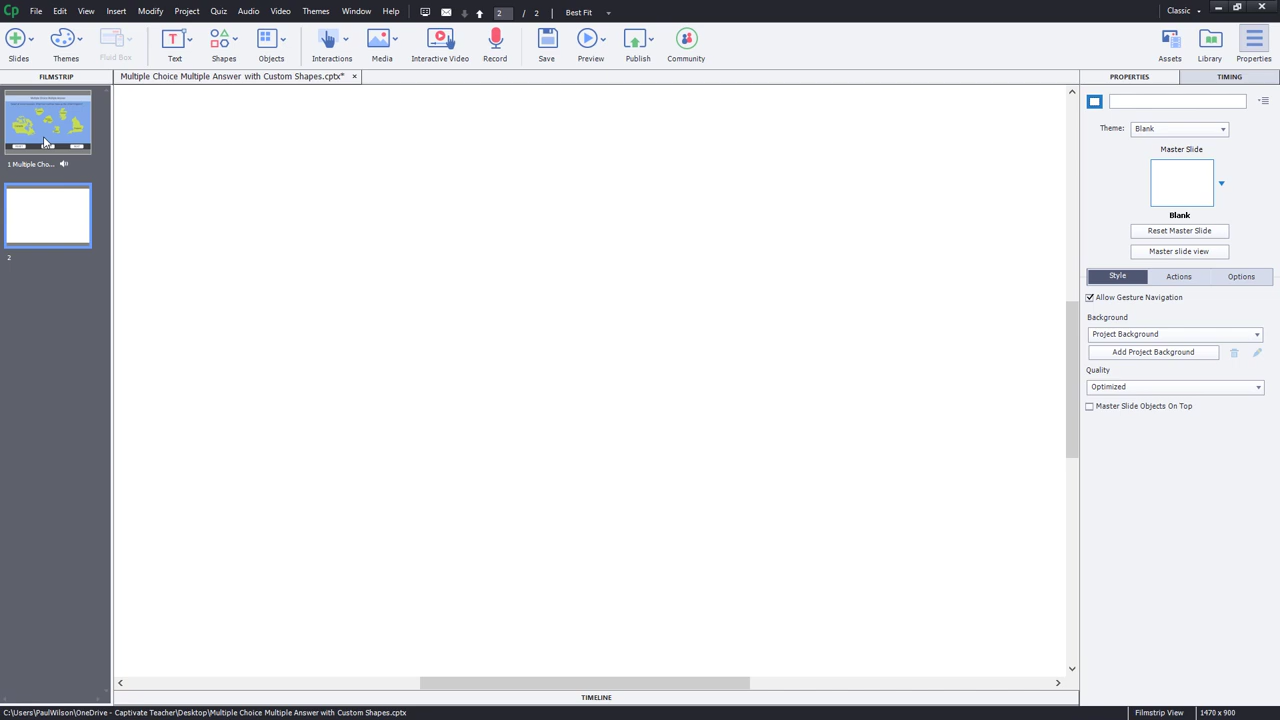 Cp File Edit View Insert Modify Project Quiz Audio Video Themes Window Help 2 / 2 Best Fit Classic
Slides Themes Fluid Box Text Shapes Objects Interactions Media Interactive Video Record Save Preview Publish Community Assets Library Properties
FILMSTRIP
Multiple Choice Multiple Answer with Custom Shapes.cptx*
PROPERTIES TIMING
1 Multiple Cho...
2
Theme: Blank
Master Slide
Blank
Reset Master Slide
Master slide view
Style Actions Options
Allow Gesture Navigation
Background
Project Background
Add Project Background
Quality
Optimized
Master Slide Objects On Top
TIMELINE
C:\Users\PaulWilson\OneDrive - Captivate Teacher\Desktop\Multiple Choice Multiple Answer with Custom Shapes.cptx Filmstrip View 1470 x 900